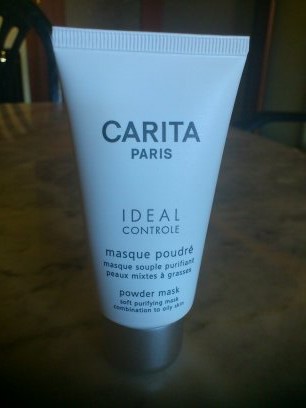 CARITA
PARIS
IDEAL
CONTROLE
masque poudré
masque souple purifiant
peaux mixtes à grasses
powder mask
soft purifying mask
combination to oily skin